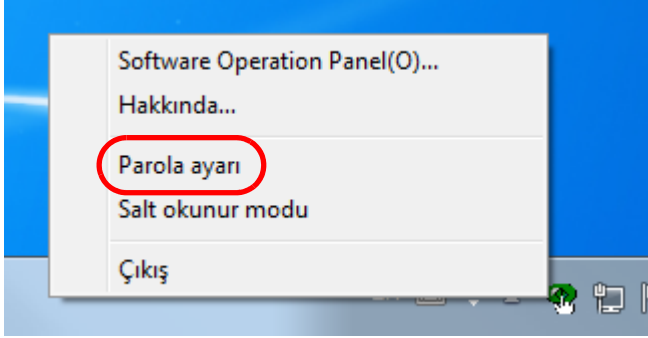 Software Operation Panel(O)...
Hakkında...
Parola ayarı
Salt okunur modu
Çıkış